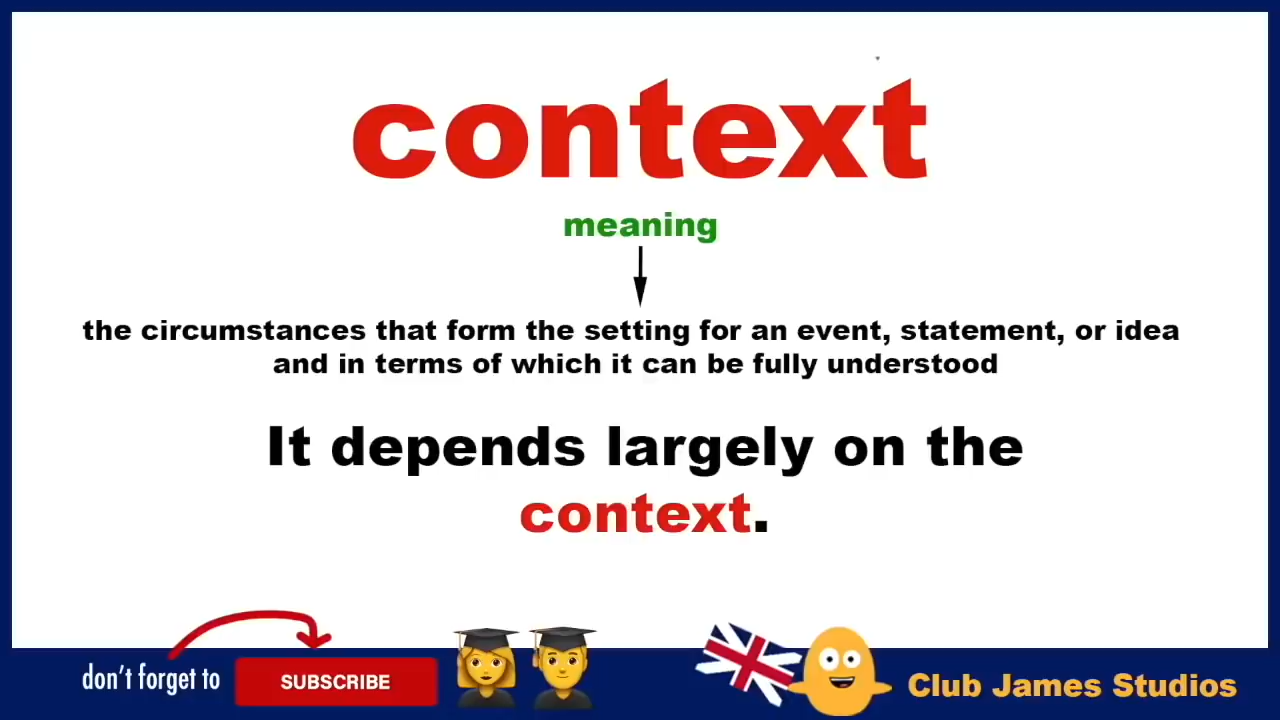 context
meaning
the circumstances that form the setting for an event, statement, or idea
and in terms of which it can be fully understood
It depends largely on the
context.
don't forget to
SUBSCRIBE
Club James Studios